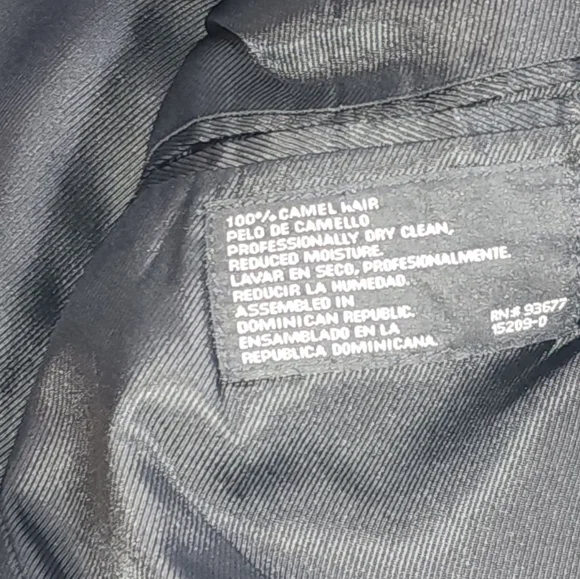 100% CAMEL HAIR
PELO DE CAMELLO
PROFESSIONALLY DRY CLEAN,
REDUCED MOISTURE.
LAVAR EN SECO, PROFESIONALMENTE.
REDUCIR LA HUMEDAD.
ASSEMBLED IN
DOMINICAN REPUBLIC.
ENSAMBLADO EN LA
REPUBLICA DOMINICANA.
RN# 93677
15209-0